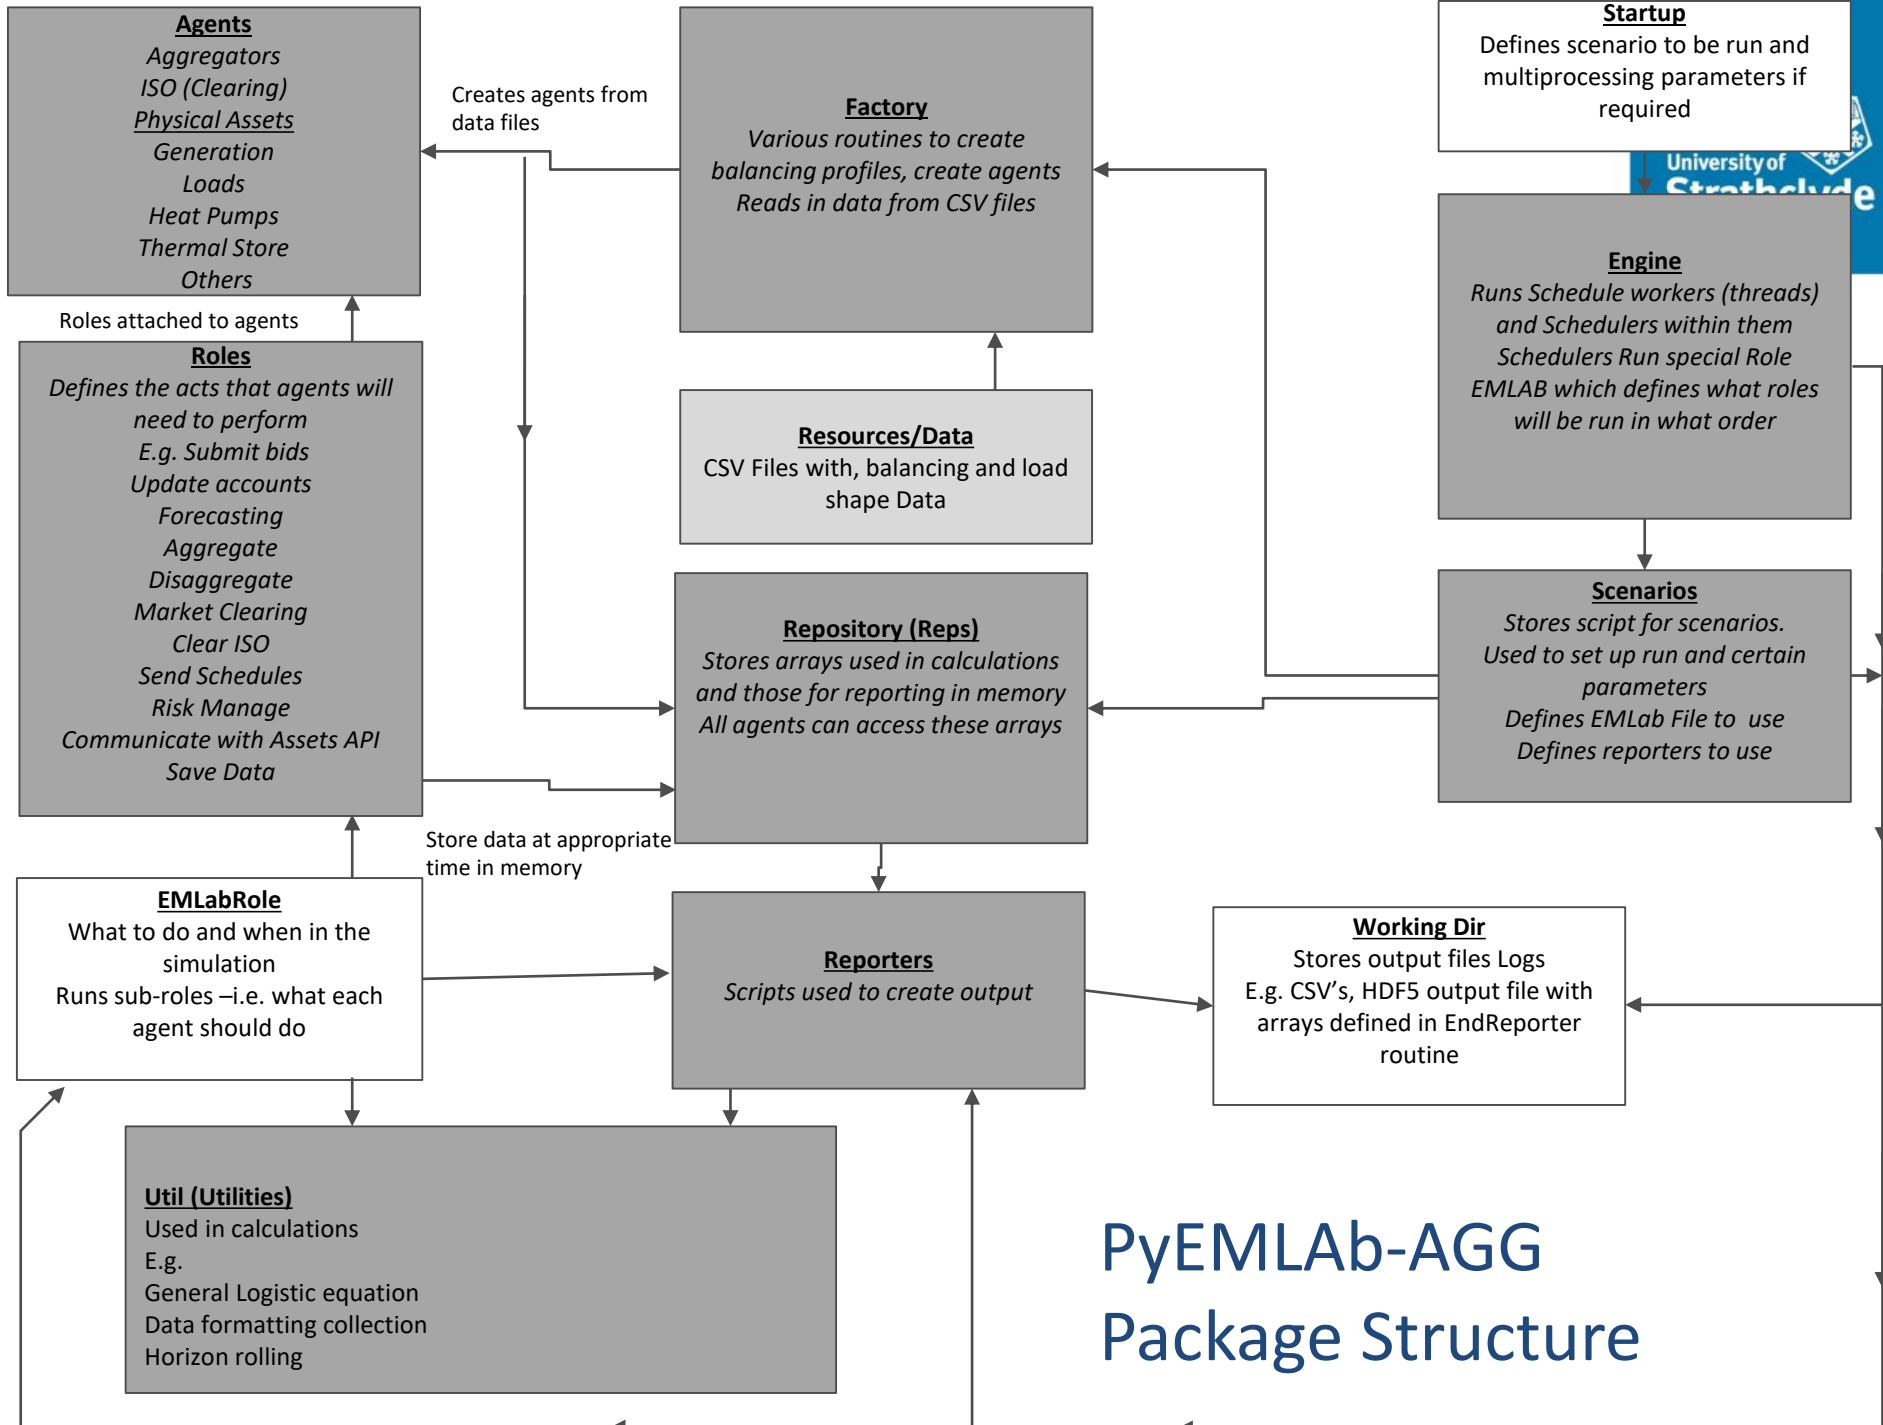 Agents
Aggregators
ISO (Clearing)
Physical Assets
Generation
Loads
Heat Pumps
Thermal Store
Others
Creates agents from
data files
Factory
Various routines to create
balancing profiles, create agents
Reads in data from CSV files
Startup
Defines scenario to be run and
multiprocessing parameters if
required
University of
Strathclyde
Engine
Runs Schedule workers (threads)
and Schedulers within them
Schedulers Run special Role
EMLAB which defines what roles
will be run in what order
Roles attached to agents
Roles
Defines the acts that agents will
need to perform
E.g. Submit bids
Update accounts
Forecasting
Aggregate
Disaggregate
Market Clearing
Clear ISO
Send Schedules
Risk Manage
Communicate with Assets API
Save Data
Resources/Data
CSV Files with, balancing and load
shape Data
Repository (Reps)
Stores arrays used in calculations
and those for reporting in memory
All agents can access these arrays
Scenarios
Stores script for scenarios.
Used to set up run and certain
parameters
Defines EMLab File to  use
Defines reporters to use
Store data at appropriate
time in memory
EMLabRole
What to do and when in the
simulation
Runs sub-roles –i.e. what each
agent should do
Reporters
Scripts used to create output
Working Dir
Stores output files Logs
E.g. CSV’s, HDF5 output file with
arrays defined in EndReporter
routine
Util (Utilities)
Used in calculations
E.g.
General Logistic equation
Data formatting collection
Horizon rolling
PyEMLAb-AGG
Package Structure